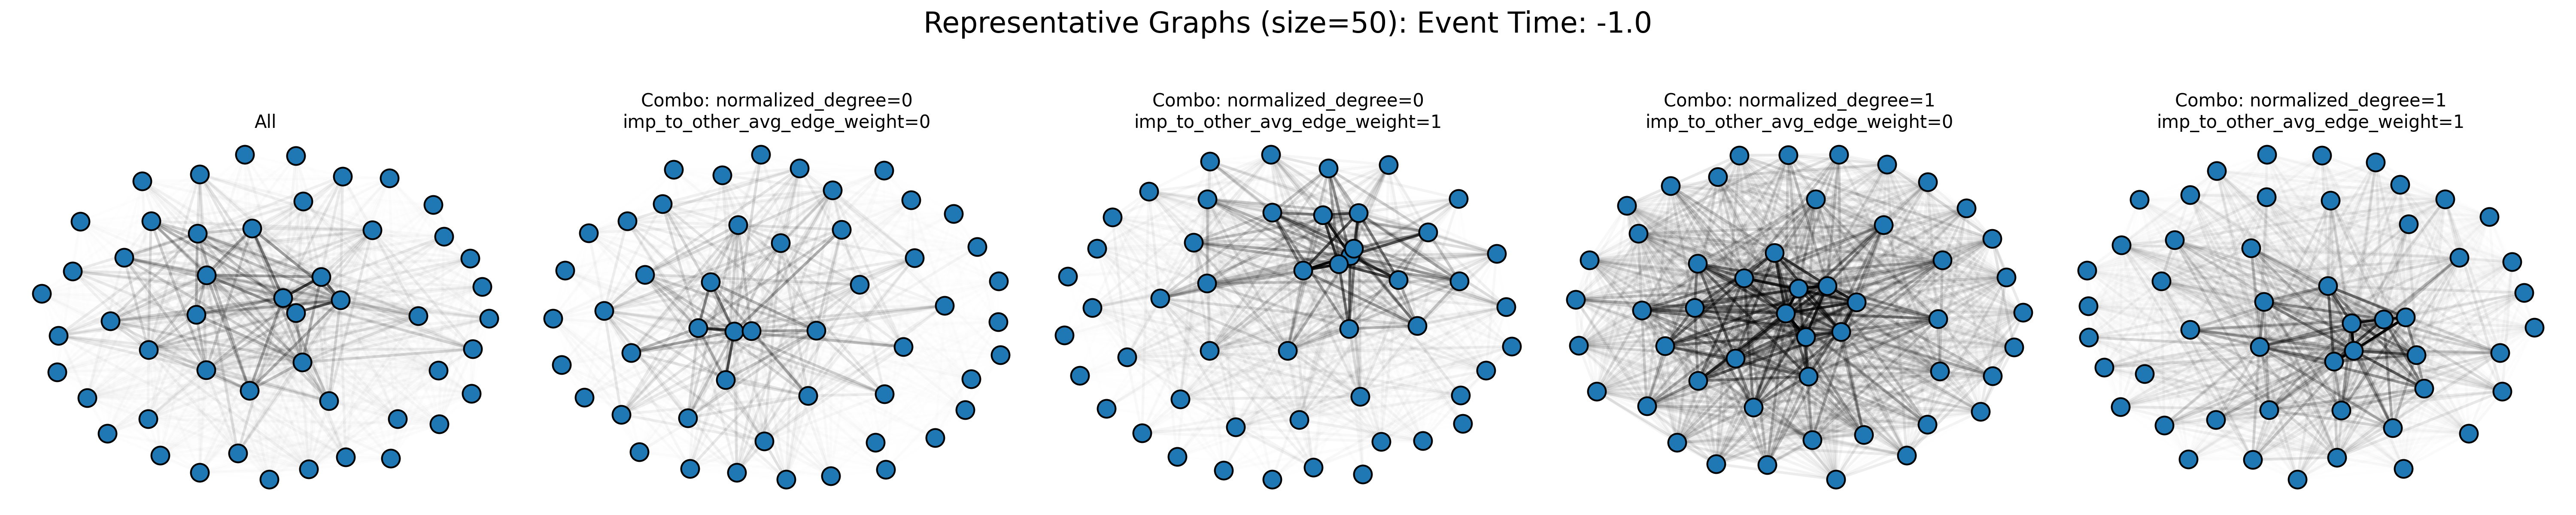 Representative Graphs (size=50): Event Time: -1.0
All
Combo: normalized_degree=0
imp_to_other_avg_edge_weight=0
Combo: normalized_degree=0
imp_to_other_avg_edge_weight=1
Combo: normalized_degree=1
imp_to_other_avg_edge_weight=0
Combo: normalized_degree=1
imp_to_other_avg_edge_weight=1